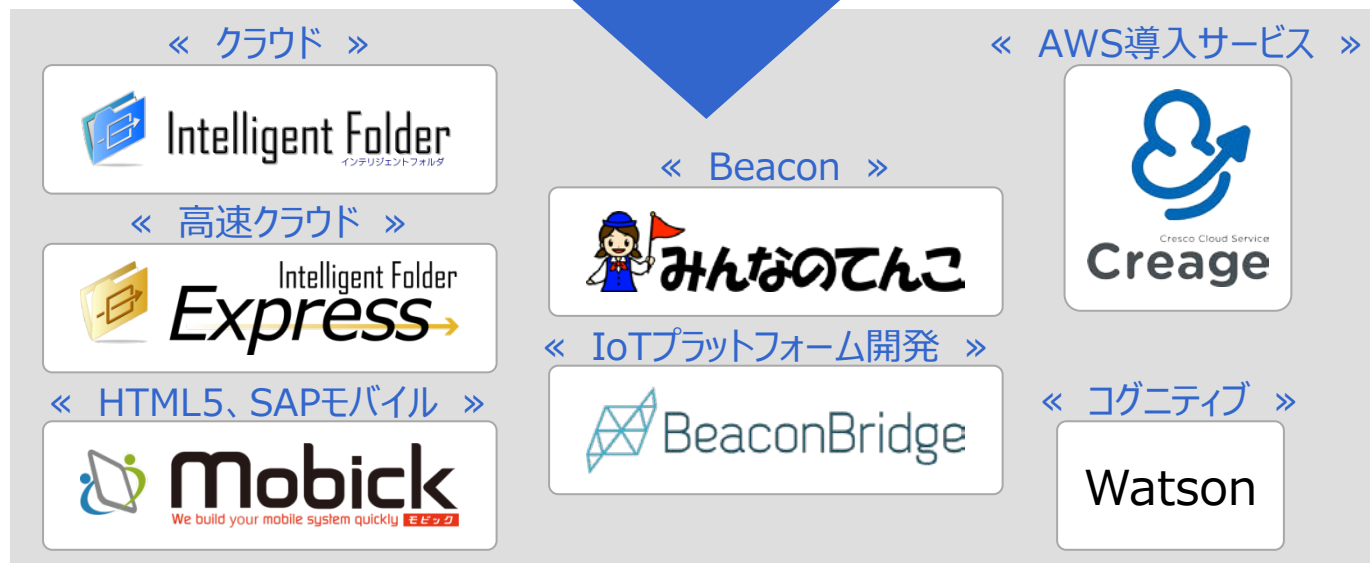 « クラウド »
Intelligent Folder
インテリジェントフォルダ
« 高速クラウド »
Intelligent Folder
Express
« HTML5、SAPモバイル »
Mobick
We build your mobile system quickly モビック
« Beacon »
みんなのてんこ
« IoTプラットフォーム開発 »
BeaconBridge
« AWS導入サービス »
Cresco Cloud Service
Creage
« コグニティブ »
Watson